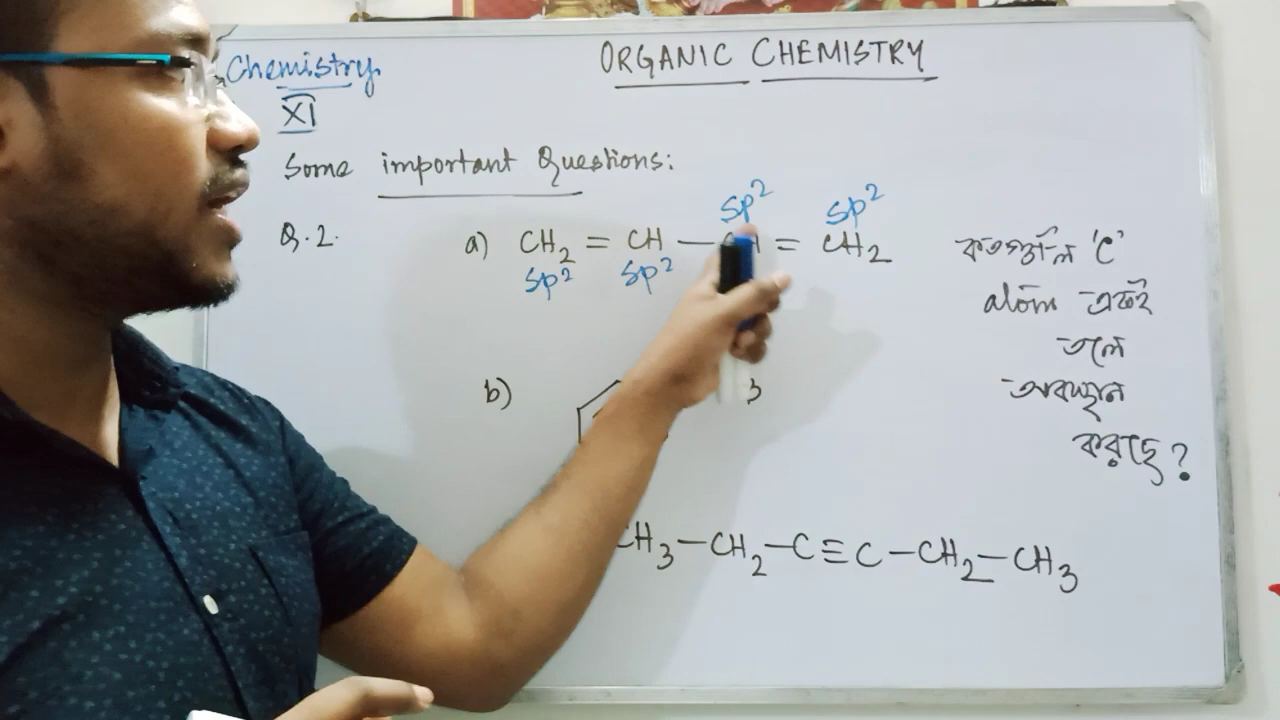 Chemistry
XI
ORGANIC CHEMISTRY
Some important Questions:
Q.2.
a) CH₂ = CH — CH = CH₂
sp² sp² sp² sp²
কতগুলি 'C'
atom একই
তলে
অবস্থান
করছে?
b)
3
CH₃—CH₂—C≡C—CH₂—CH₃